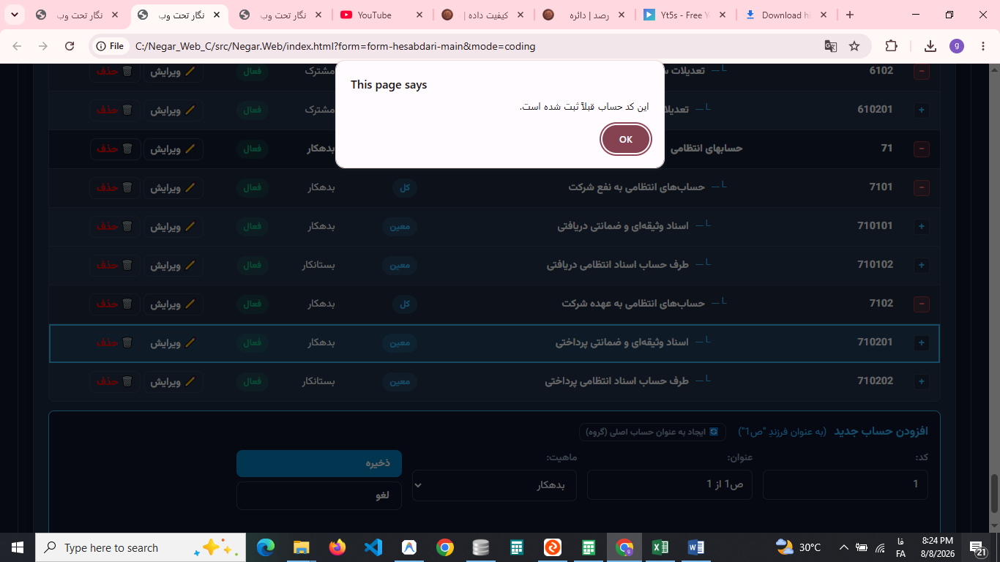 نگار تحت وب
نگار تحت وب
نگار تحت وب
YouTube
کیفیت داده |
رصد | دائره
Yt5s - Free Y
Download hi
File
C:/Negar_Web_C/src/Negar.Web/index.html?form=form-hesabdari-main&mode=coding
g
This page says
این کد حساب قبلاً ثبت شده است.
OK
6102 تعدیلات مشترک فعال ویرایش حذف
610201 مشترک فعال ویرایش حذف
71 حسابهای انتظامی بدهکار فعال ویرایش حذف
7101 حساب‌های انتظامی به نفع شرکت کل بدهکار فعال ویرایش حذف
710101 اسناد وثیقه‌ای و ضمانتی دریافتی معین بدهکار فعال ویرایش حذف
710102 طرف حساب اسناد انتظامی دریافتی معین بستانکار فعال ویرایش حذف
7102 حساب‌های انتظامی به عهده شرکت کل بدهکار فعال ویرایش حذف
710201 اسناد وثیقه‌ای و ضمانتی پرداختی معین بدهکار فعال ویرایش حذف
710202 طرف حساب اسناد انتظامی پرداختی معین بستانکار فعال ویرایش حذف
افزودن حساب جدید (به عنوان فرزندِ "ص1") ایجاد به عنوان حساب اصلی (گروه)
کد: عنوان: ماهیت:
1 ص1 از 1 بدهکار
ذخیره
لغو
Type here to search
30°C
فا
FA
8:24 PM
8/8/2026
21